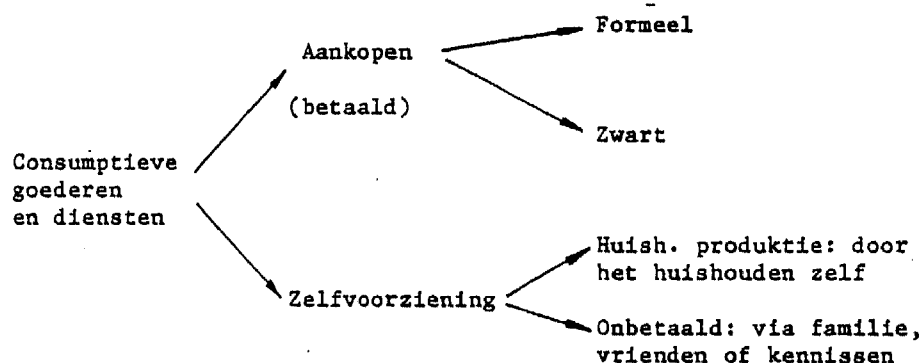 Consumptieve
goederen
en diensten
Aankopen
(betaald)
Formeel
Zwart
Zelfvoorziening
Huish. produktie: door
het huishouden zelf
Onbetaald: via familie,
vrienden of kennissen